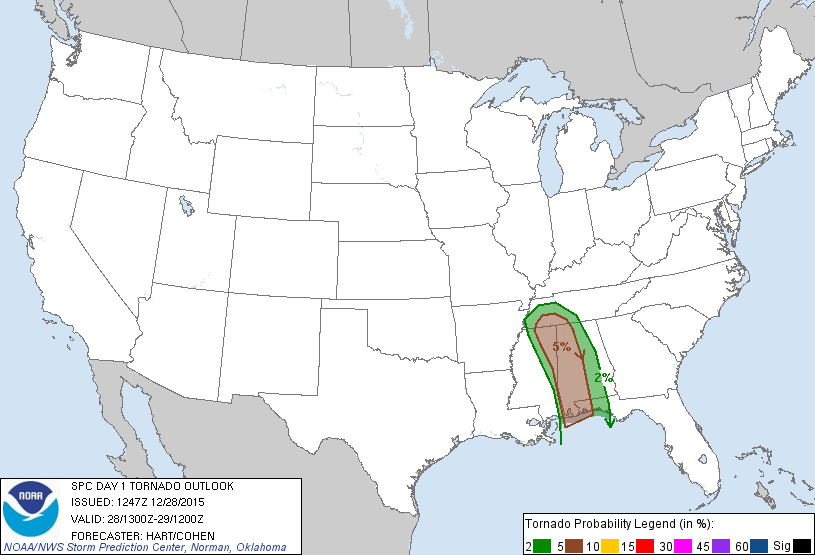 5%
2%
NOAA
SPC DAY 1 TORNADO OUTLOOK
ISSUED: 1247Z 12/28/2015
VALID: 28/1300Z-29/1200Z
FORECASTER: HART/COHEN
NOAA/NWS Storm Prediction Center, Norman, Oklahoma
Tornado Probability Legend (in %):
2 5 10 15 30 45 60 Sig